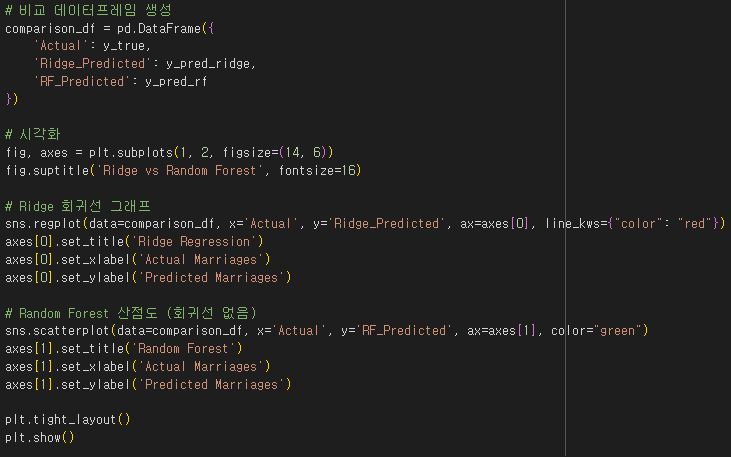 # 비교 데이터프레임 생성
comparison_df = pd.DataFrame({
    'Actual': y_true,
    'Ridge_Predicted': y_pred_ridge,
    'RF_Predicted': y_pred_rf
})

# 시각화
fig, axes = plt.subplots(1, 2, figsize=(14, 6))
fig.suptitle('Ridge vs Random Forest', fontsize=16)

# Ridge 회귀선 그래프
sns.regplot(data=comparison_df, x='Actual', y='Ridge_Predicted', ax=axes[0], line_kws={"color": "red"})
axes[0].set_title('Ridge Regression')
axes[0].set_xlabel('Actual Marriages')
axes[0].set_ylabel('Predicted Marriages')

# Random Forest 산점도 (회귀선 없음)
sns.scatterplot(data=comparison_df, x='Actual', y='RF_Predicted', ax=axes[1], color="green")
axes[1].set_title('Random Forest')
axes[1].set_xlabel('Actual Marriages')
axes[1].set_ylabel('Predicted Marriages')

plt.tight_layout()
plt.show()